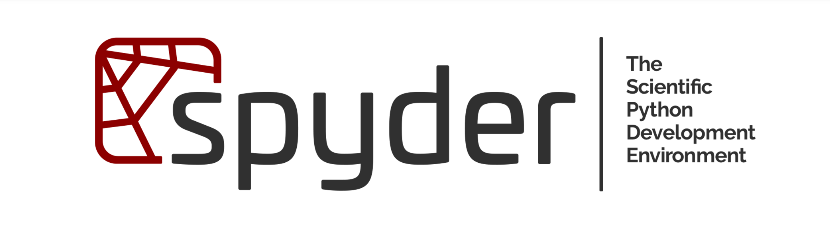 spyder
The
Scientific
Python
Development
Environment